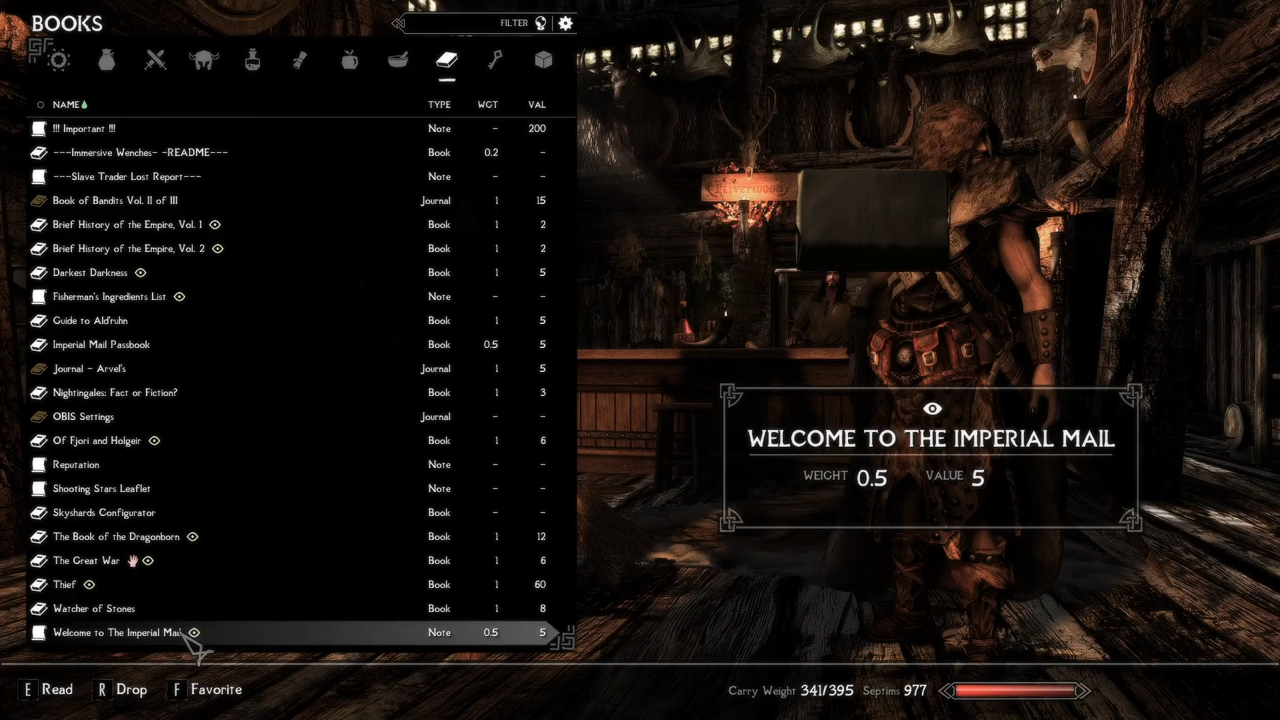 BOOKS
FILTER
NAME TYPE WGT VAL
!!! Important !!! Note – 200
---Immersive Wenches- -README--- Book 0.2 –
---Slave Trader Lost Report--- Note – –
Book of Bandits Vol. II of III Journal 1 15
Brief History of the Empire, Vol. 1 Book 1 2
Brief History of the Empire, Vol. 2 Book 1 2
Darkest Darkness Book 1 5
Fisherman's Ingredients List Note – –
Guide to Ald'ruhn Book 1 5
Imperial Mail Passbook Book 0.5 5
Journal - Arvel's Journal 1 5
Nightingales: Fact or Fiction? Book 1 3
OBIS Settings Journal – –
Of Fjori and Holgeir Book 1 6
Reputation Note – –
Shooting Stars Leaflet Note – –
Skyshards Configurator Book – –
The Book of the Dragonborn Book 1 12
The Great War Book 1 6
Thief Book 1 60
Watcher of Stones Book 1 8
Welcome to The Imperial Mail Note 0.5 5
Riverwood
WELCOME TO THE IMPERIAL MAIL
WEIGHT 0.5 VALUE 5
E Read R Drop F Favorite
Carry Weight 341/395 Septims 977